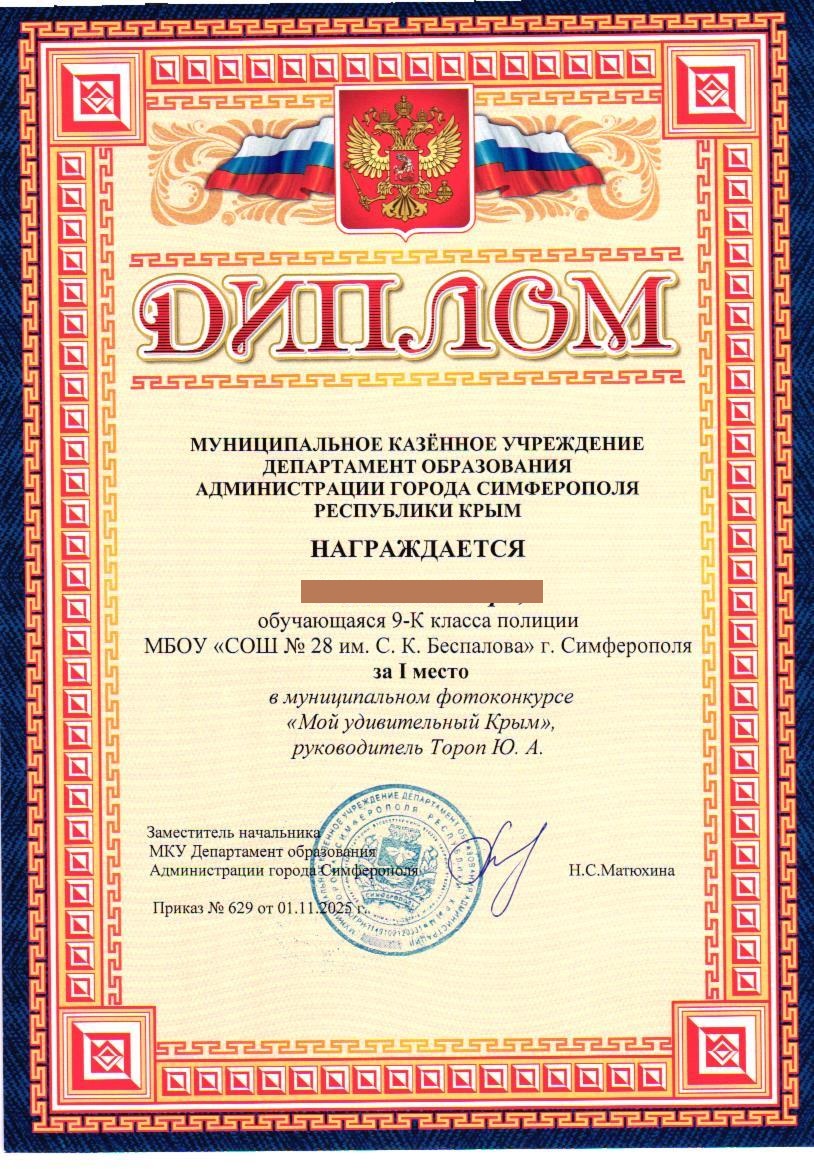 ДИПЛОМ
МУНИЦИПАЛЬНОЕ КАЗЁННОЕ УЧРЕЖДЕНИЕ
ДЕПАРТАМЕНТ ОБРАЗОВАНИЯ
АДМИНИСТРАЦИИ ГОРОДА СИМФЕРОПОЛЯ
РЕСПУБЛИКИ КРЫМ
НАГРАЖДАЕТСЯ
обучающаяся 9-К класса полиции
МБОУ «СОШ № 28 им. С. К. Беспалова» г. Симферополя
за I место
в муниципальном фотоконкурсе
«Мой удивительный Крым»,
руководитель Тороп Ю. А.
Заместитель начальника
МКУ Департамент образования
Администрации города Симферополя
Н.С.Матюхина
Приказ № 629 от 01.11.2025 г.